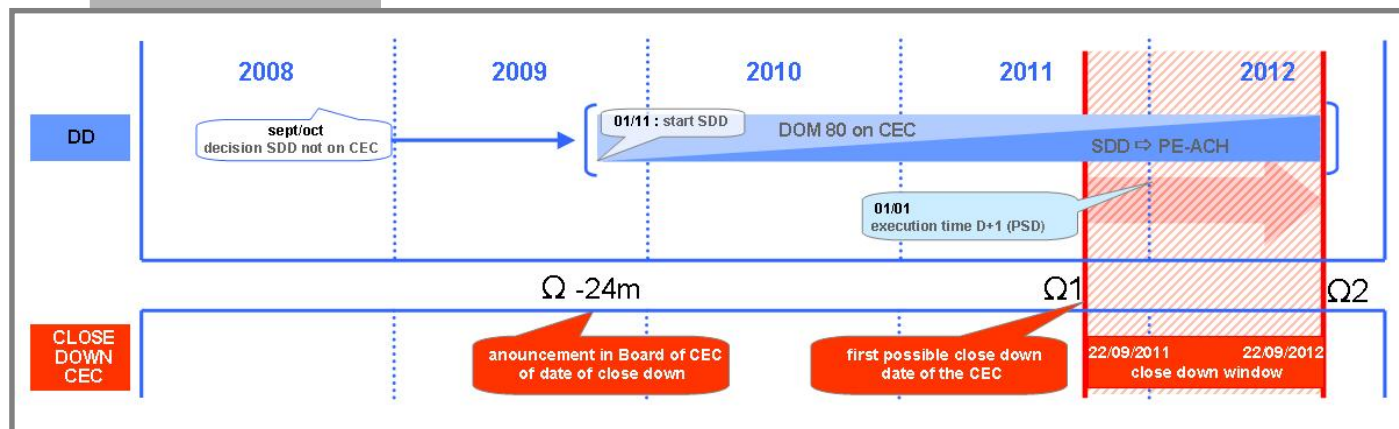 2008
2009
2010
2011
2012
DD
sept/oct
decision SDD not on CEC
01/11 : start SDD
DOM 80 on CEC
SDD ⇨ PE-ACH
01/01
execution time D+1 (PSD)
Ω -24m
Ω1
Ω2
CLOSE
DOWN
CEC
anouncement in Board of CEC
of date of close down
first possible close down
date of the CEC
22/09/2011 22/09/2012
close down window